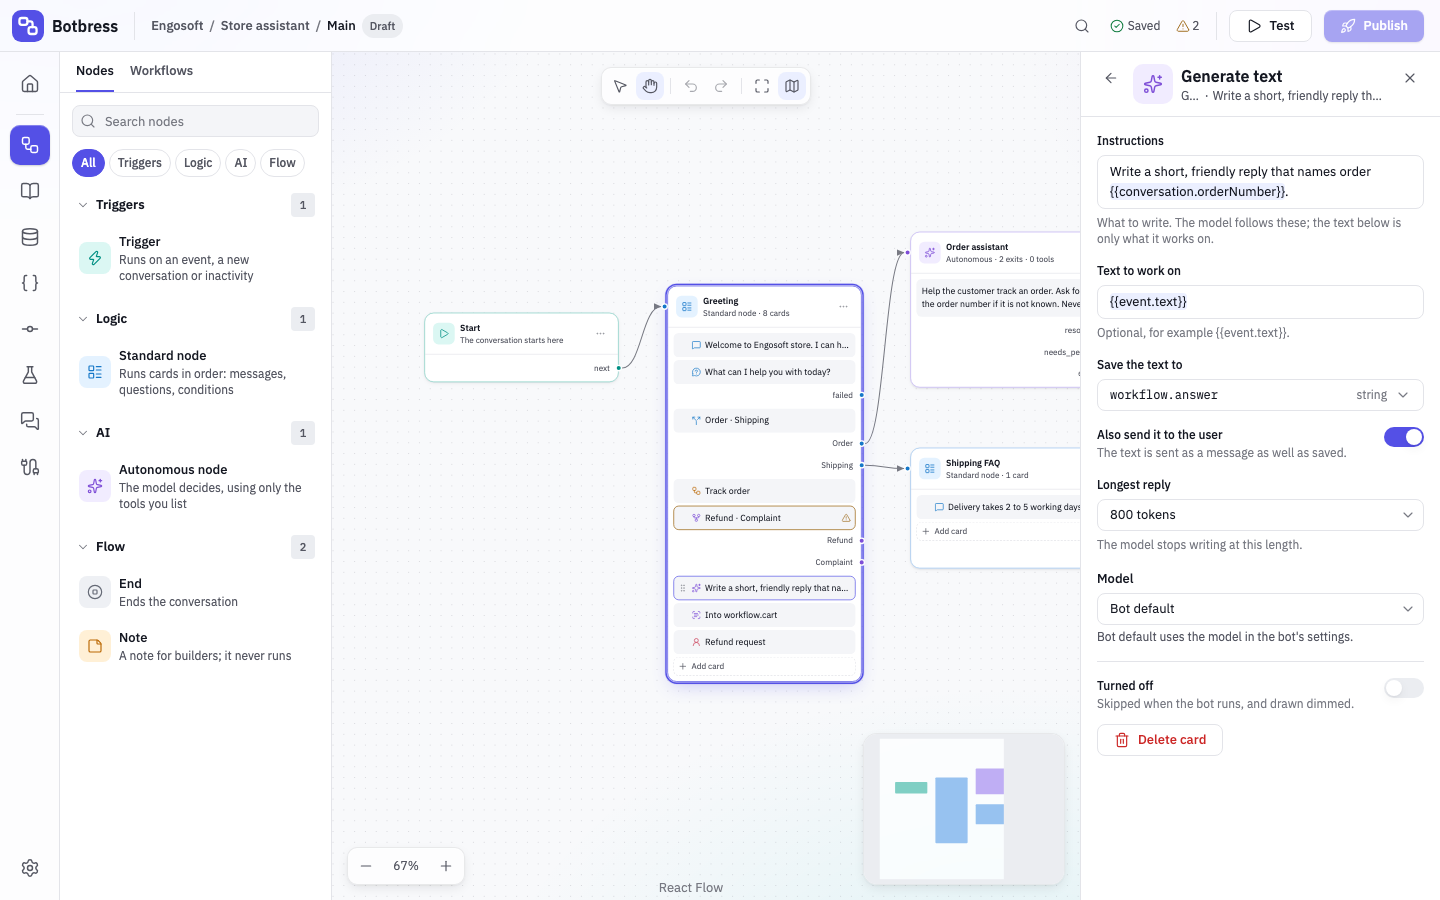 Botbress
Engosoft / Store assistant / Main Draft
Saved
2
Test
Publish
Nodes
Workflows
Search nodes
All
Triggers
Logic
AI
Flow
Triggers
1
Trigger
Runs on an event, a new
conversation or inactivity
Logic
1
Standard node
Runs cards in order: messages,
questions, conditions
AI
1
Autonomous node
The model decides, using only the
tools you list
Flow
2
End
Ends the conversation
Note
A note for builders; it never runs
Start
The conversation starts here
next
Greeting
Standard node · 8 cards
Welcome to Engosoft store. I can h...
What can I help you with today?
failed
Order · Shipping
Order
Shipping
Track order
Refund · Complaint
Refund
Complaint
Write a short, friendly reply that na...
Into workflow.cart
Refund request
Add card
Order assistant
Autonomous · 2 exits · 0 tools
Help the customer track an order. Ask fo
the order number if it is not known. Neve
reso
needs_pe
Shipping FAQ
Standard node · 1 card
Delivery takes 2 to 5 working days
Add card
67%
React Flow
Generate text
G... · Write a short, friendly reply th...
Instructions
Write a short, friendly reply that names order
{{conversation.orderNumber}}.
What to write. The model follows these; the text below is
only what it works on.
Text to work on
{{event.text}}
Optional, for example {{event.text}}.
Save the text to
workflow.answer
string
Also send it to the user
The text is sent as a message as well as saved.
Longest reply
800 tokens
The model stops writing at this length.
Model
Bot default
Bot default uses the model in the bot's settings.
Turned off
Skipped when the bot runs, and drawn dimmed.
Delete card